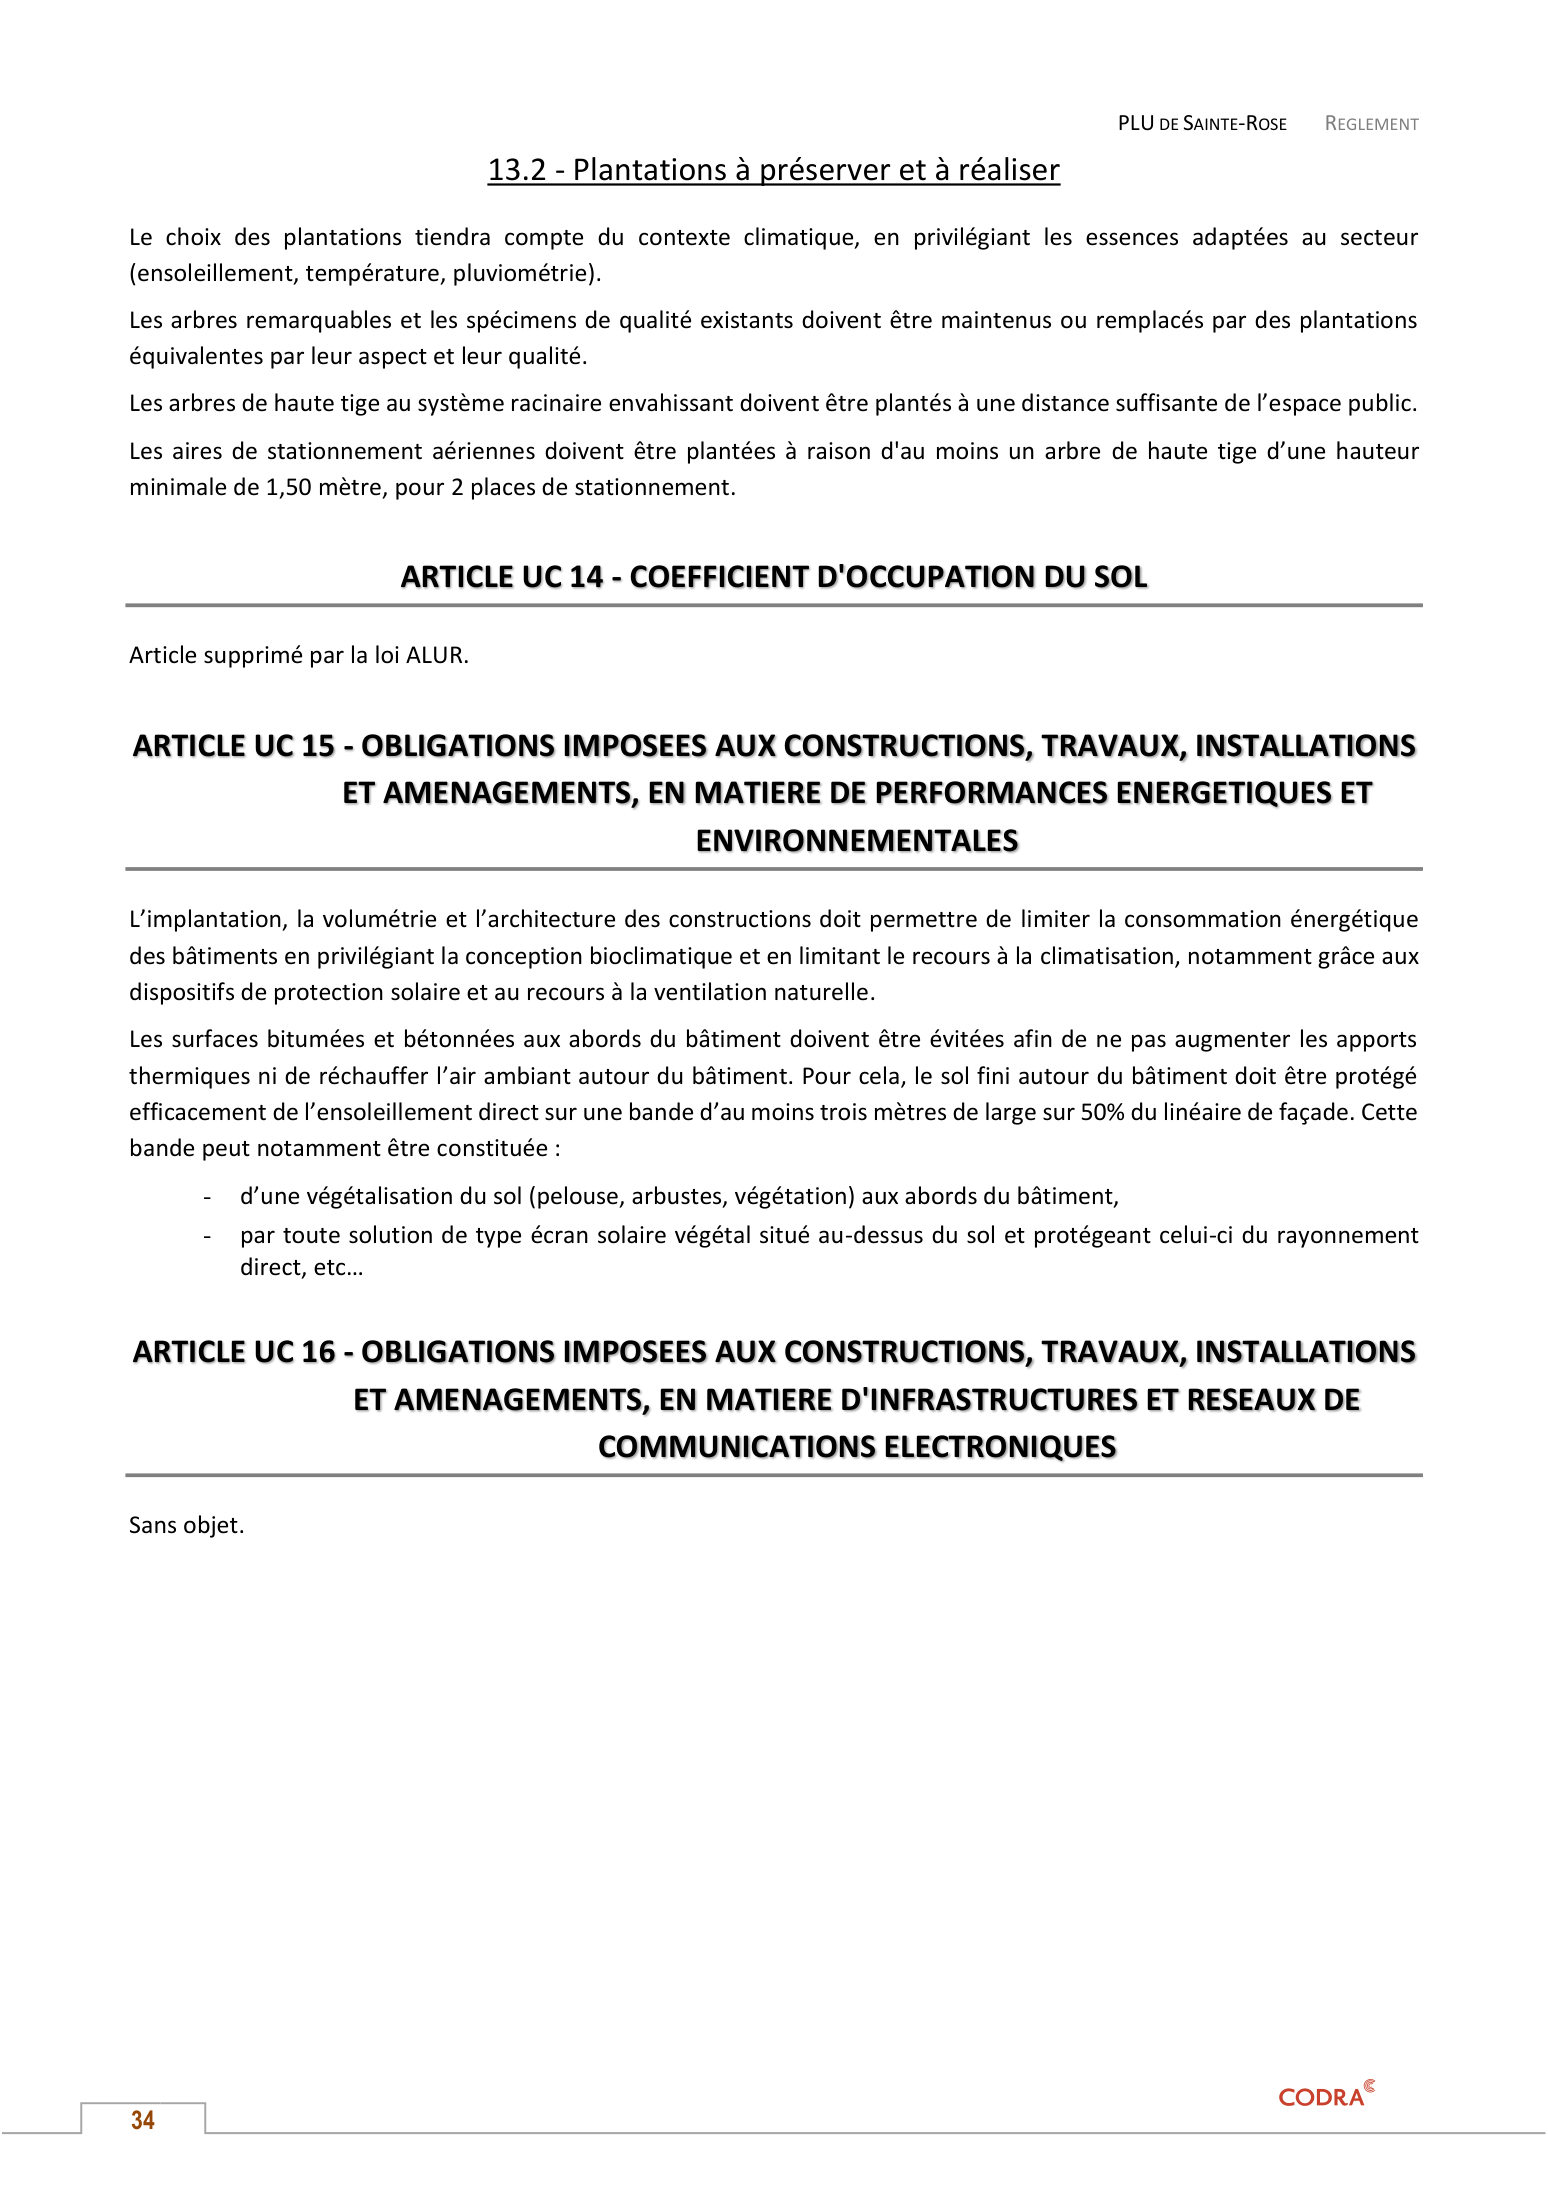 PLU DE SAINTE-ROSE REGLEMENT
13.2 - Plantations à préserver et à réaliser
Le choix des plantations tiendra compte du contexte climatique, en privilégiant les essences adaptées au secteur
(ensoleillement, température, pluviométrie).
Les arbres remarquables et les spécimens de qualité existants doivent être maintenus ou remplacés par des plantations
équivalentes par leur aspect et leur qualité.
Les arbres de haute tige au système racinaire envahissant doivent être plantés à une distance suffisante de l’espace public.
Les aires de stationnement aériennes doivent être plantées à raison d'au moins un arbre de haute tige d’une hauteur
minimale de 1,50 mètre, pour 2 places de stationnement.
ARTICLE UC 14 - COEFFICIENT D'OCCUPATION DU SOL
Article supprimé par la loi ALUR.
ARTICLE UC 15 - OBLIGATIONS IMPOSEES AUX CONSTRUCTIONS, TRAVAUX, INSTALLATIONS
ET AMENAGEMENTS, EN MATIERE DE PERFORMANCES ENERGETIQUES ET
ENVIRONNEMENTALES
L’implantation, la volumétrie et l’architecture des constructions doit permettre de limiter la consommation énergétique
des bâtiments en privilégiant la conception bioclimatique et en limitant le recours à la climatisation, notamment grâce aux
dispositifs de protection solaire et au recours à la ventilation naturelle.
Les surfaces bitumées et bétonnées aux abords du bâtiment doivent être évitées afin de ne pas augmenter les apports
thermiques ni de réchauffer l’air ambiant autour du bâtiment. Pour cela, le sol fini autour du bâtiment doit être protégé
efficacement de l’ensoleillement direct sur une bande d’au moins trois mètres de large sur 50% du linéaire de façade. Cette
bande peut notamment être constituée :
- d’une végétalisation du sol (pelouse, arbustes, végétation) aux abords du bâtiment,
- par toute solution de type écran solaire végétal situé au-dessus du sol et protégeant celui-ci du rayonnement
direct, etc…
ARTICLE UC 16 - OBLIGATIONS IMPOSEES AUX CONSTRUCTIONS, TRAVAUX, INSTALLATIONS
ET AMENAGEMENTS, EN MATIERE D'INFRASTRUCTURES ET RESEAUX DE
COMMUNICATIONS ELECTRONIQUES
Sans objet.
CODRA
34